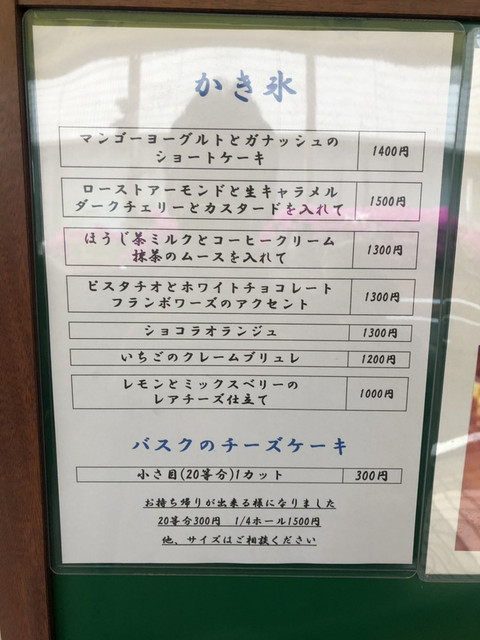 かき氷
マンゴーヨーグルトとガナッシュの
ショートケーキ
1400円
ローストアーモンドと生キャラメル
ダークチェリーとカスタードを入れて
1500円
ほうじ茶ミルクとコーヒークリーム
抹茶のムースを入れて
1300円
ピスタチオとホワイトチョコレート
フランボワーズのアクセント
1300円
ショコラオランジュ
1300円
いちごのクレームブリュレ
1200円
レモンとミックスベリーの
レアチーズ仕立て
1000円
バスクのチーズケーキ
小さ目(20等分)1カット
300円
お持ち帰りが出来る様になりました
20等分300円 1/4ホール1500円
他、サイズはご相談ください